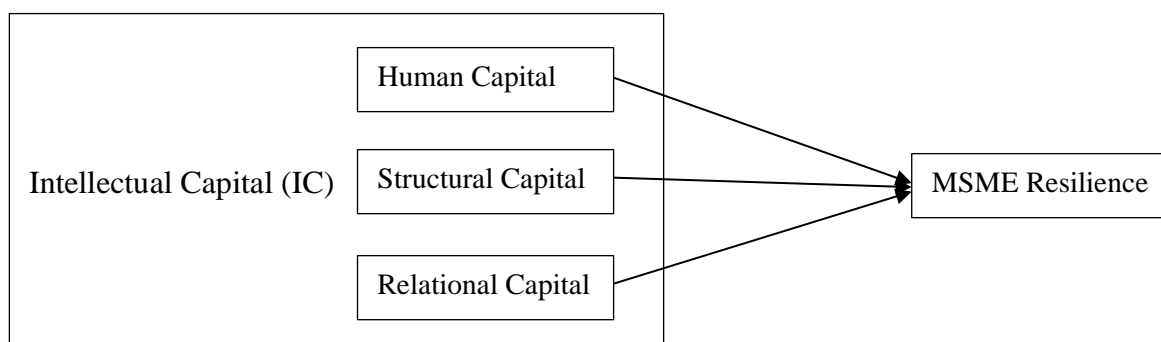 Human Capital
Intellectual Capital (IC)
Structural Capital
MSME Resilience
Relational Capital